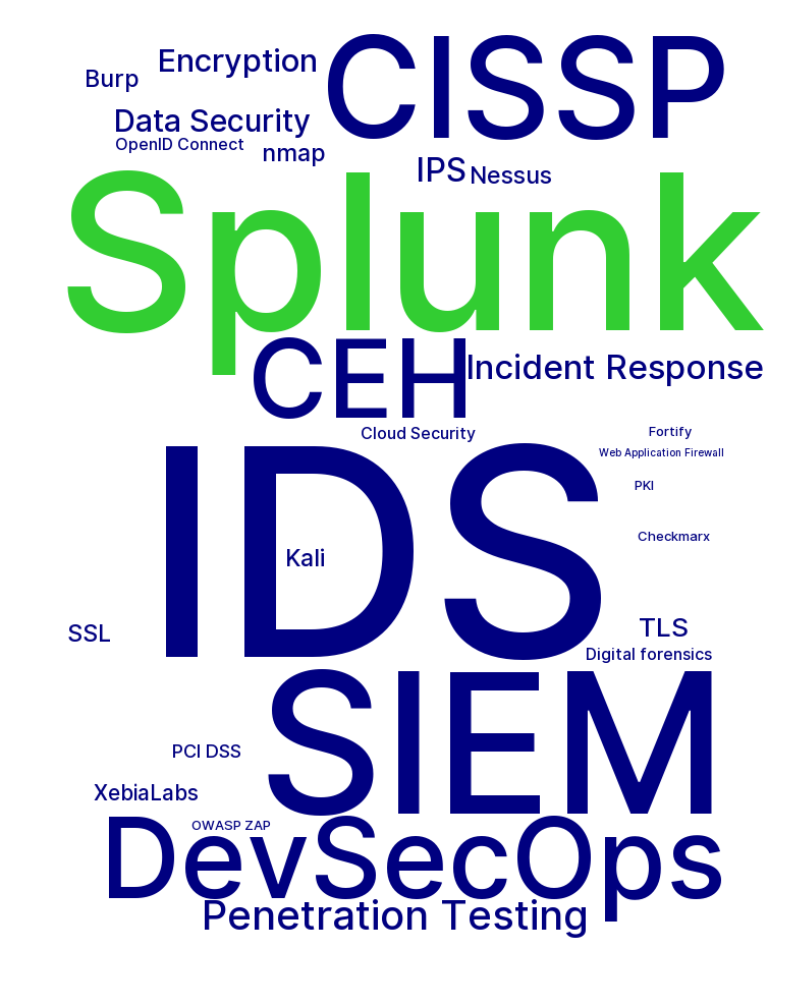 Encryption
CISSP
Burp
Data Security
OpenID Connect
nmap
IPS
Nessus
Splunk
CEH
Incident Response
Cloud Security
Fortify
Web Application Firewall
IDS
PKI
Checkmarx
Kali
SSL
TLS
Digital forensics
SIEM
PCI DSS
XebiaLabs
OWASP ZAP
DevSecOps
Penetration Testing